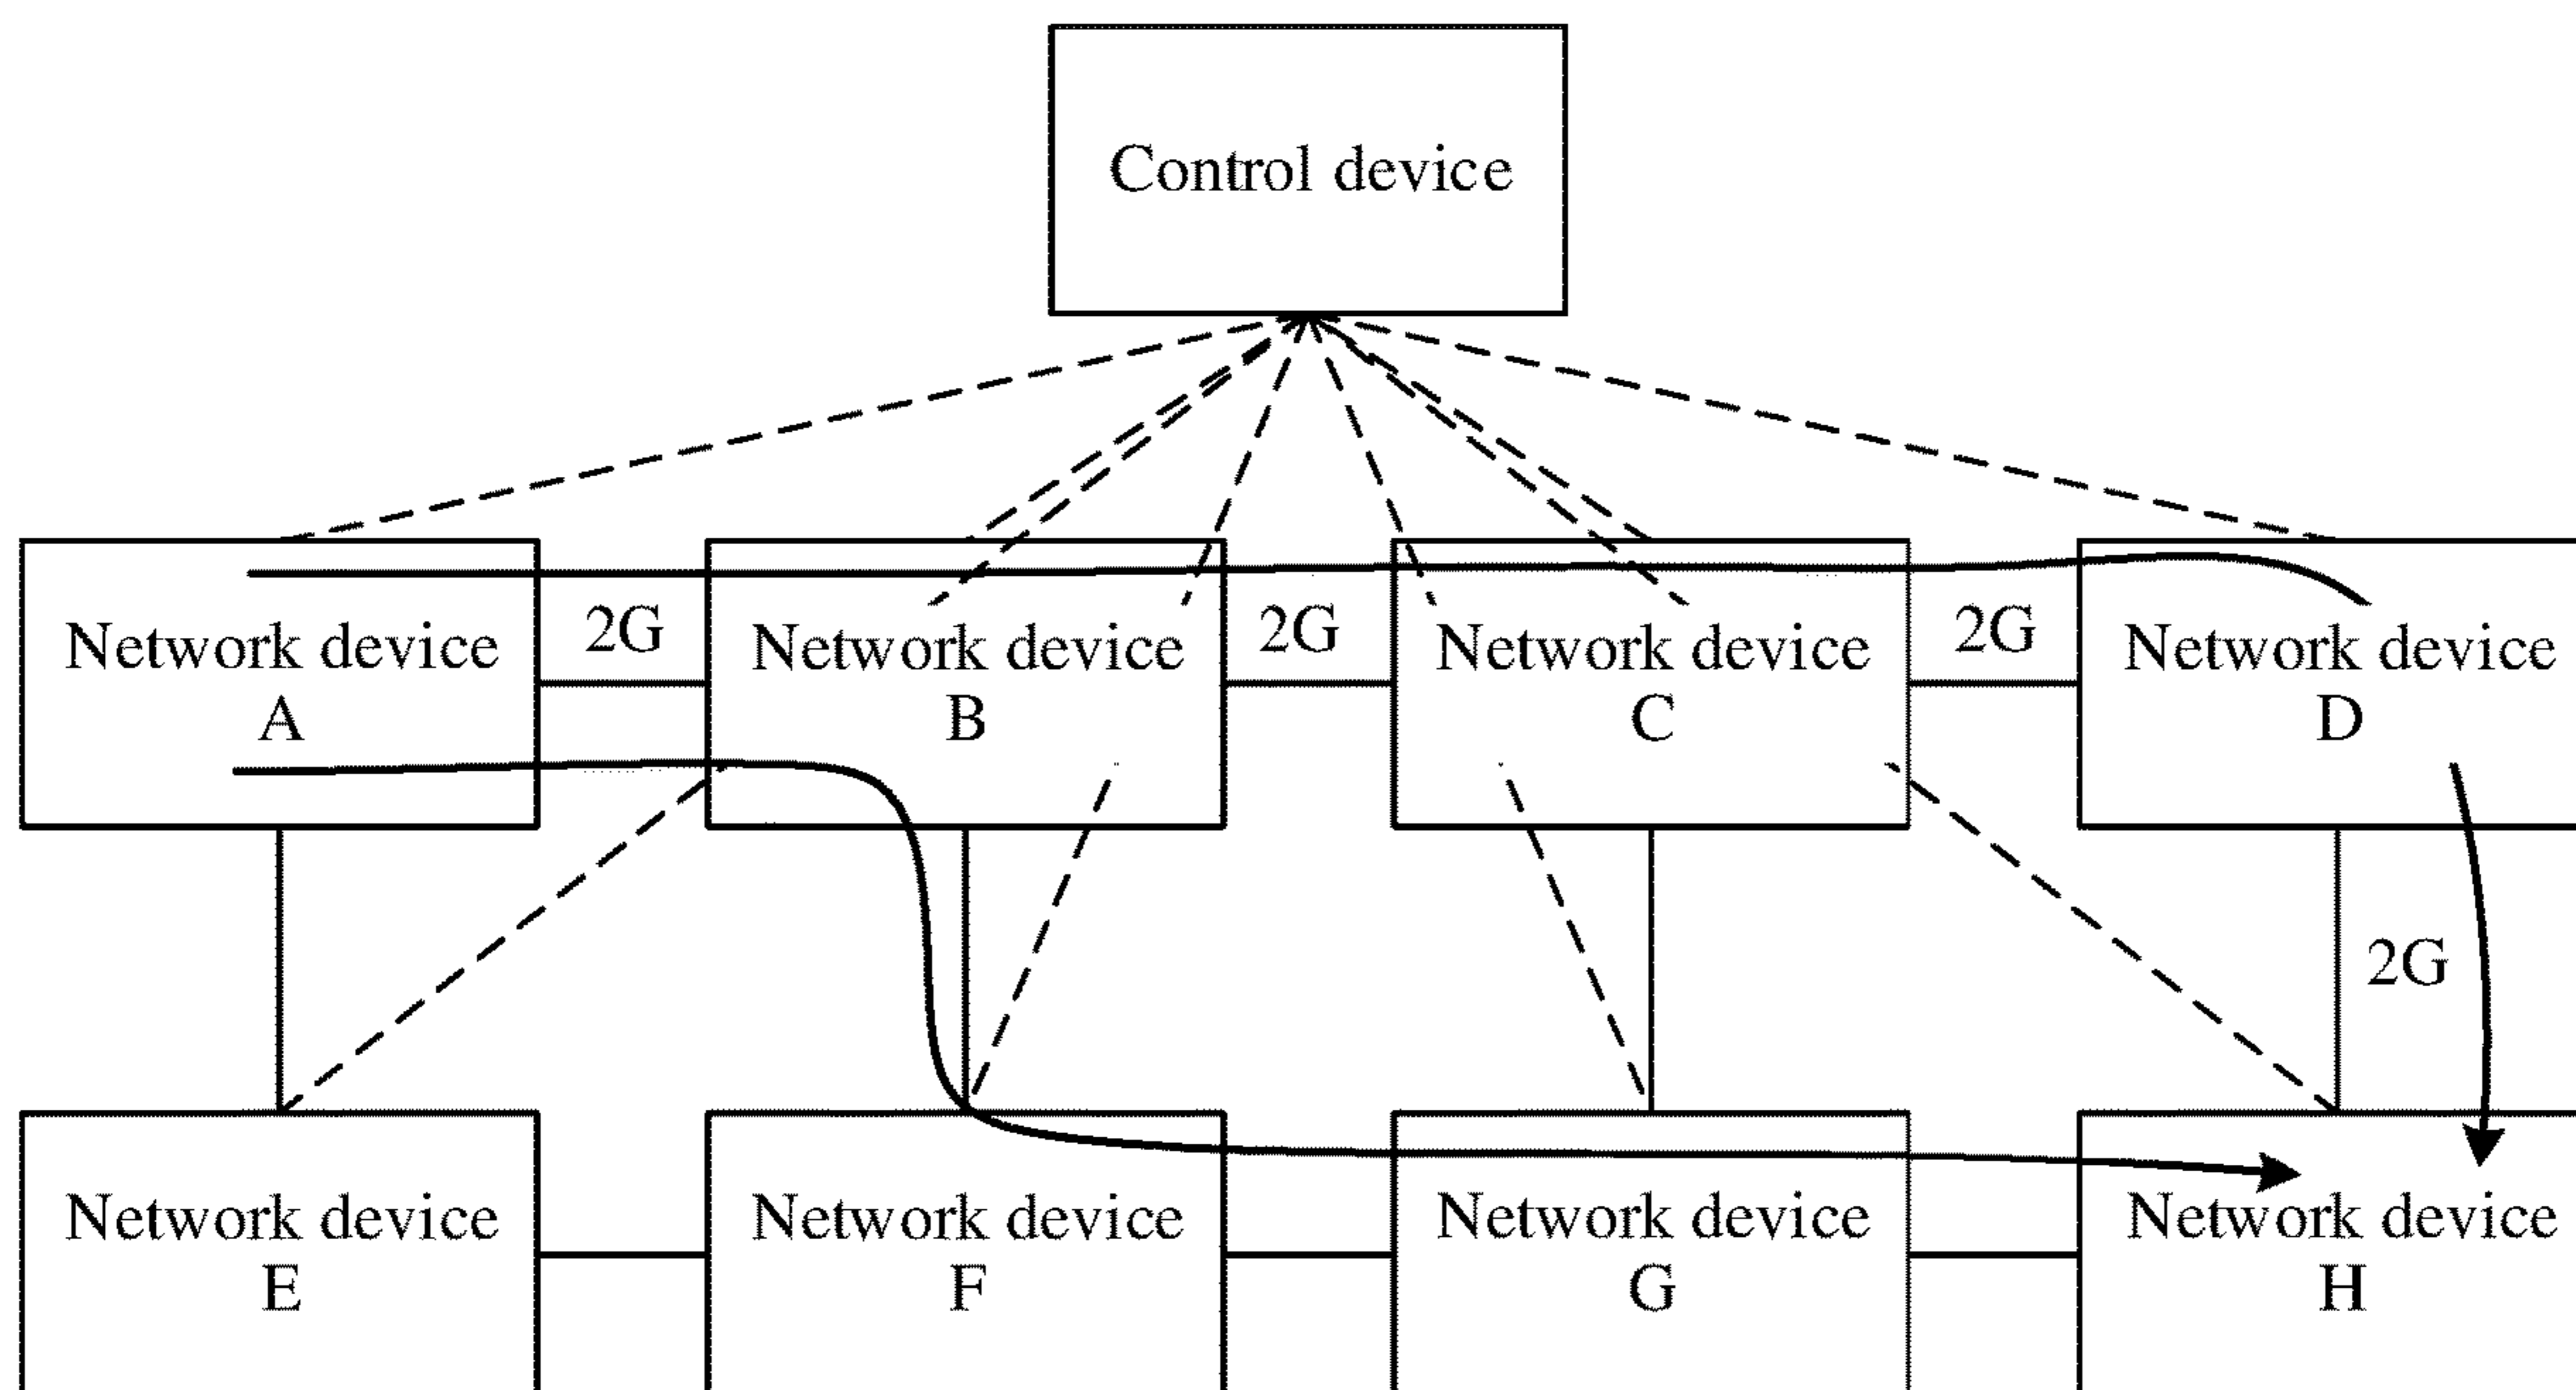 Control device
2G
2G
2G
Network device
A
Network device
B
Network device
C
Network device
D
2G
Network device
E
Network device
F
Network device
G
Network device
H